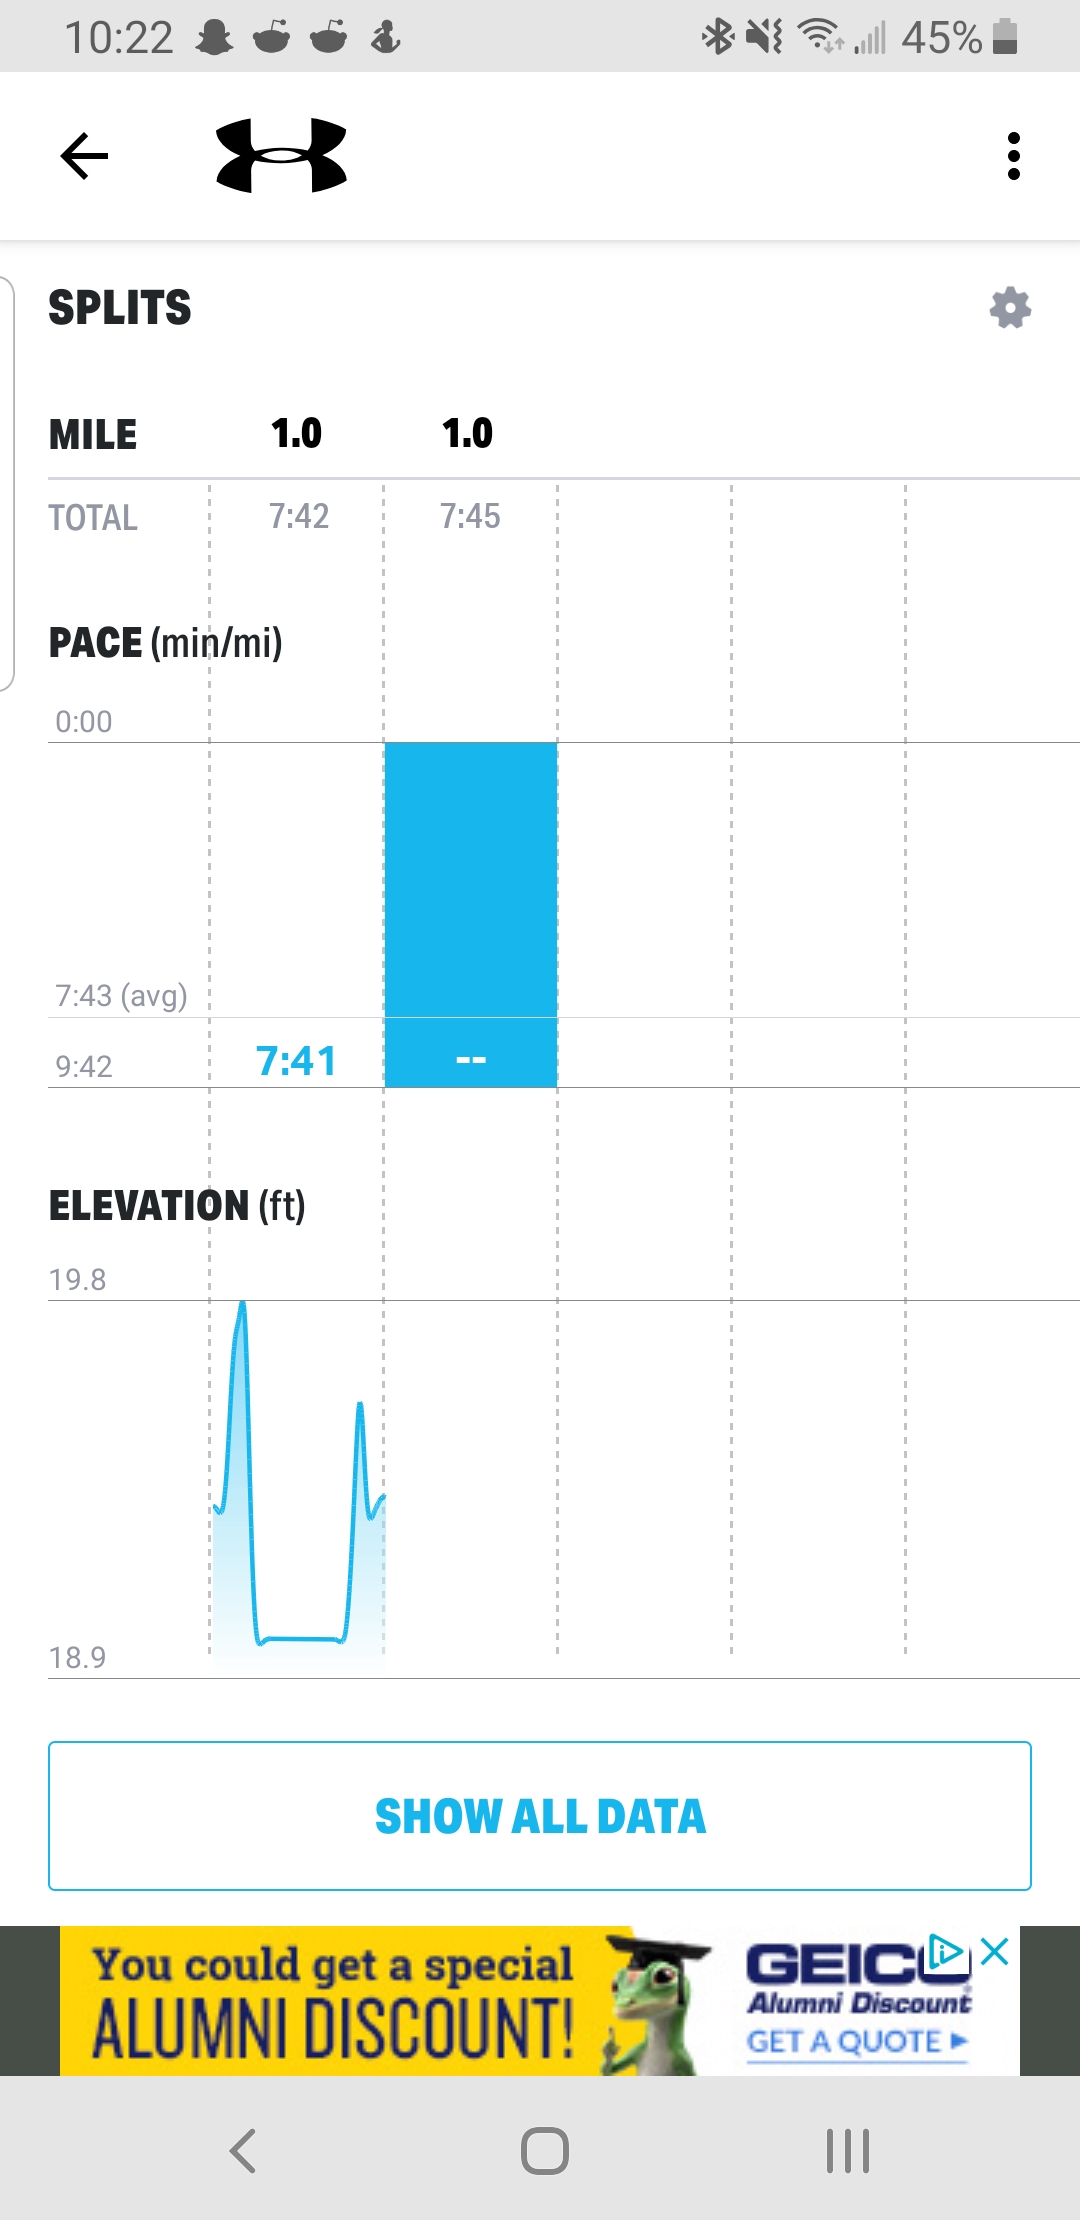 10:22 45%
SPLITS
MILE 1.0 1.0
TOTAL 7:42 7:45
PACE (min/mi)
0:00
7:43 (avg)
9:42 7:41 --
ELEVATION (ft)
19.8
18.9
SHOW ALL DATA
You could get a special
ALUMNI DISCOUNT!
GEICO
Alumni Discount
GET A QUOTE